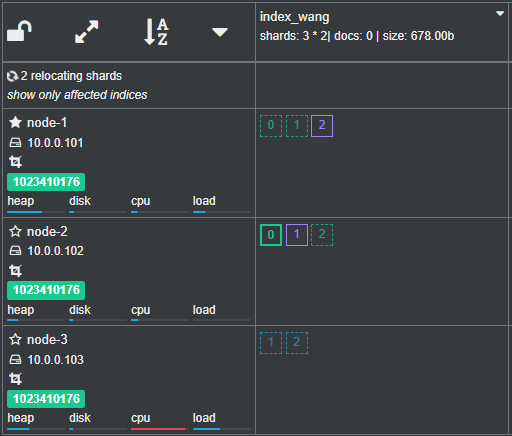 A
Z
index_wang
shards: 3 * 2| docs: 0 | size: 678.00b
2 relocating shards
show only affected indices
node-1
0 1 2
10.0.0.101
1023410176
heap disk cpu load
node-2
0 1 2
10.0.0.102
1023410176
heap disk cpu load
node-3
1 2
10.0.0.103
1023410176
heap disk cpu load